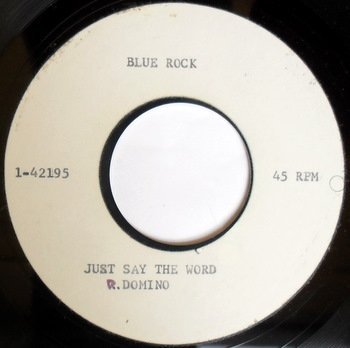 BLUE ROCK
1-42195
45 RPM
JUST SAY THE WORD
R.DOMINO